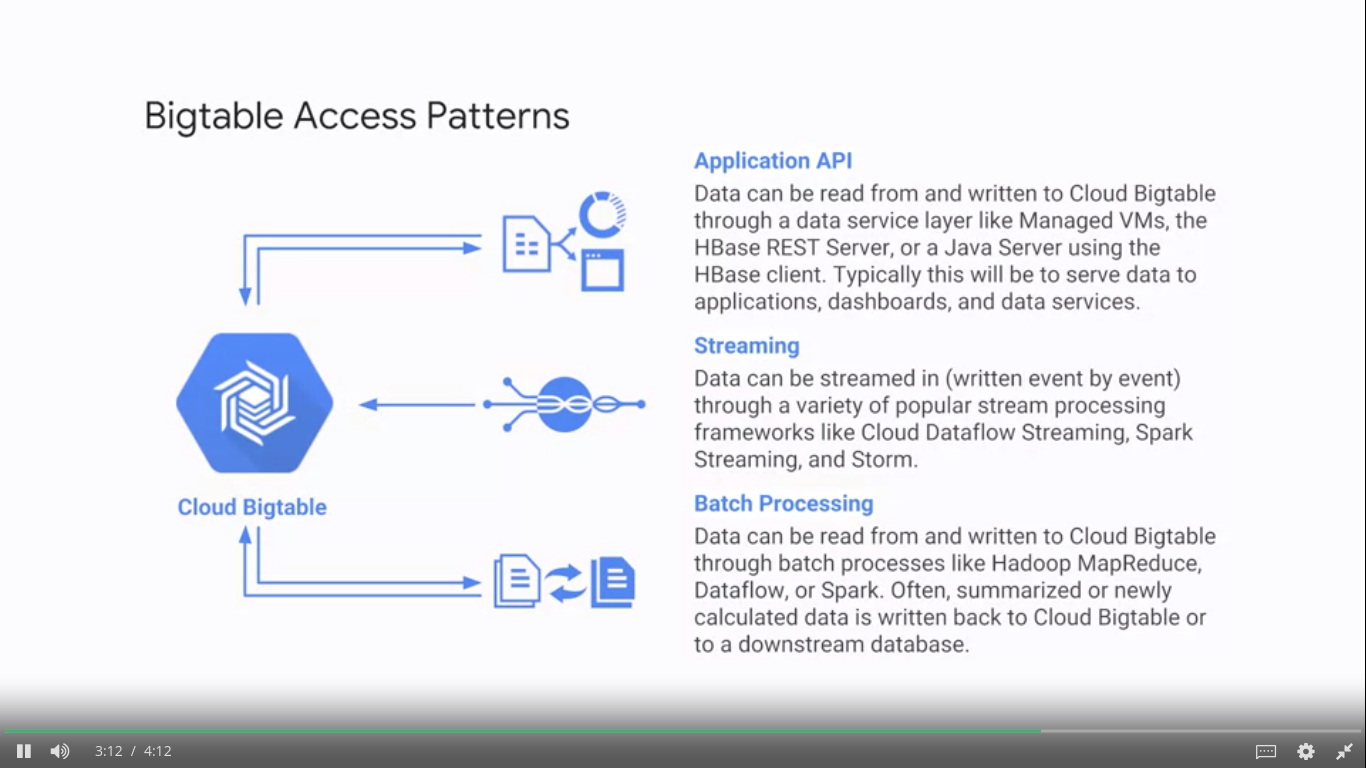 Bigtable Access Patterns
Application API
Data can be read from and written to Cloud Bigtable
through a data service layer like Managed VMs, the
HBase REST Server, or a Java Server using the
HBase client. Typically this will be to serve data to
applications, dashboards, and data services.
Streaming
Data can be streamed in (written event by event)
through a variety of popular stream processing
frameworks like Cloud Dataflow Streaming, Spark
Streaming, and Storm.
Cloud Bigtable
Batch Processing
Data can be read from and written to Cloud Bigtable
through batch processes like Hadoop MapReduce,
Dataflow, or Spark. Often, summarized or newly
calculated data is written back to Cloud Bigtable or
to a downstream database.
3:12 / 4:12